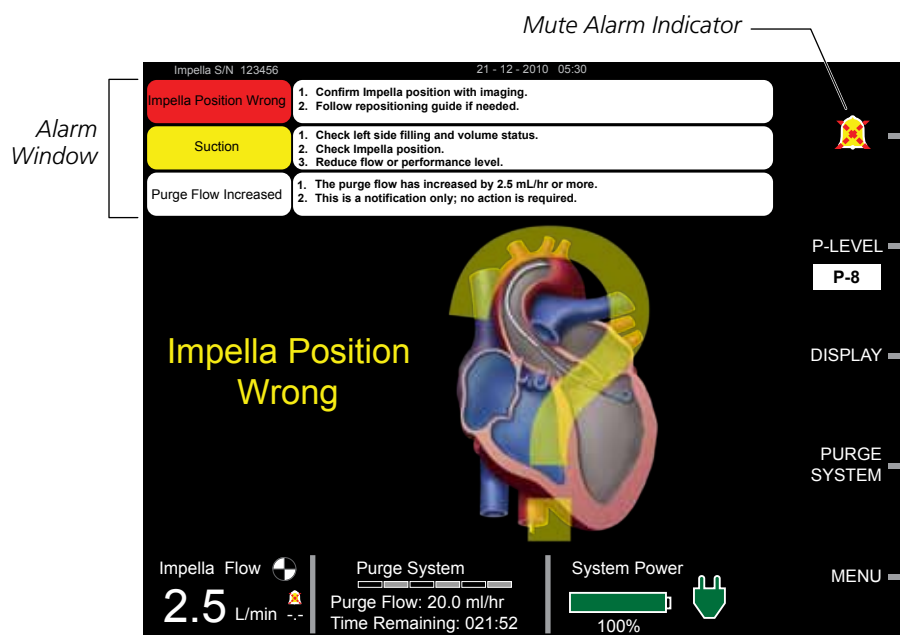 Mute Alarm Indicator
Impella S/N 123456
21 - 12 - 2010 05:30
Alarm
Window
Impella Position Wrong
1. Confirm Impella position with imaging.
2. Follow repositioning guide if needed.
Suction
1. Check left side filling and volume status.
2. Check Impella position.
3. Reduce flow or performance level.
Purge Flow Increased
1. The purge flow has increased by 2.5 mL/hr or more.
2. This is a notification only; no action is required.
P-LEVEL
P-8
DISPLAY
PURGE
SYSTEM
MENU
Impella Position
Wrong
?
Impella Flow
2.5 L/min -.-
Purge System
Purge Flow: 20.0 ml/hr
Time Remaining: 021:52
System Power
100%